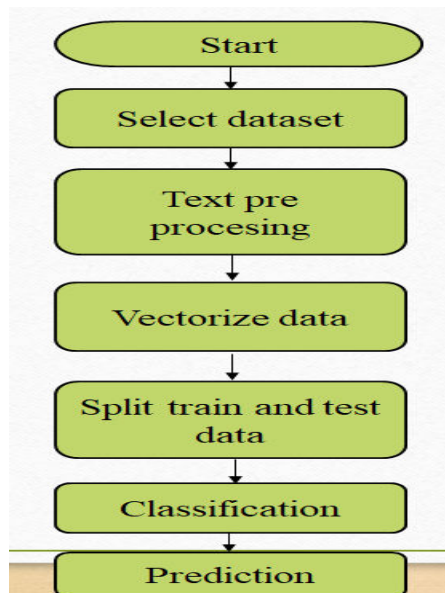 Start
Select dataset
Text pre
procesing
Vectorize data
Split train and test
data
Classification
Prediction